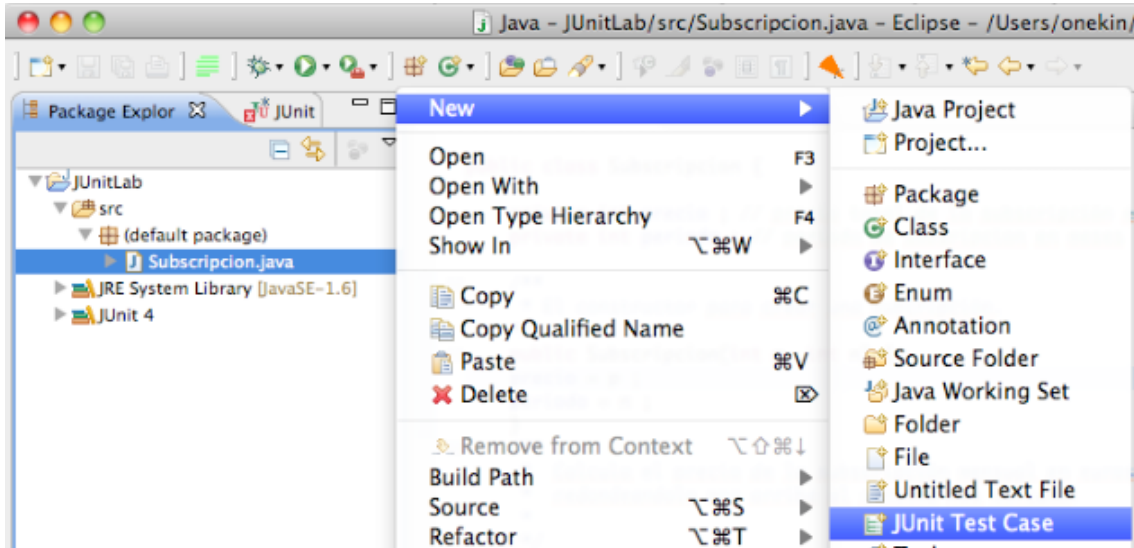 Java – JUnitLab/src/Subscripcion.java – Eclipse – /Users/onekin/
Package Explor
JUnit
JUnitLab
src
(default package)
Subscripcion.java
JRE System Library [JavaSE-1.6]
JUnit 4
New
Open F3
Open With
Open Type Hierarchy F4
Show In ⌥⌘W
Copy ⌘C
Copy Qualified Name
Paste ⌘V
Delete ⌦
Remove from Context ⌥⇧⌘↓
Build Path
Source ⌥⌘S
Refactor ⌥⌘T
Java Project
Project...
Package
Class
Interface
Enum
Annotation
Source Folder
Java Working Set
Folder
File
Untitled Text File
JUnit Test Case